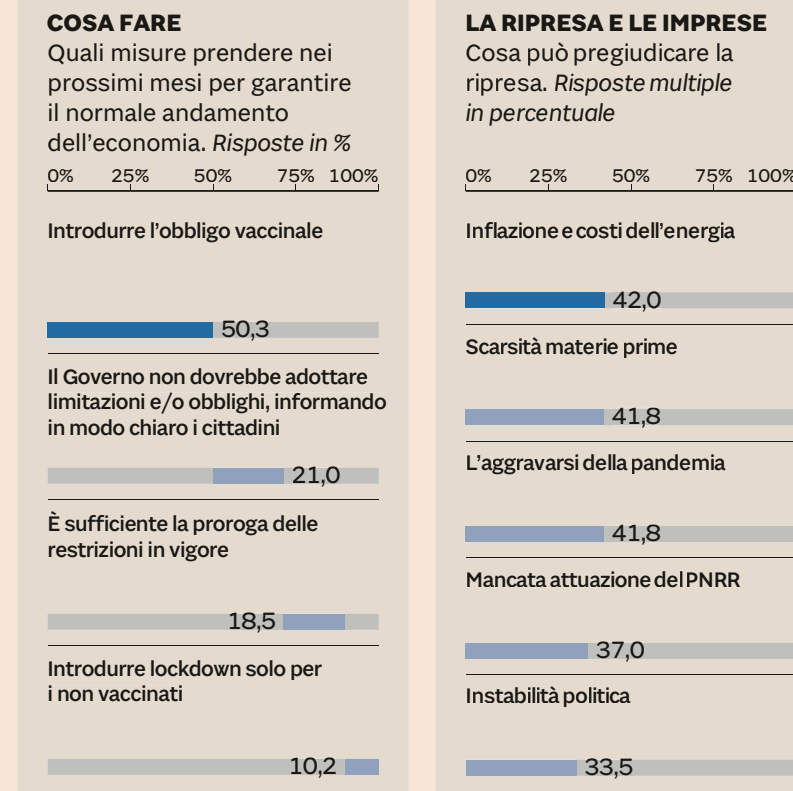 COSA FARE
Quali misure prendere nei
prossimi mesi per garantire
il normale andamento
dell'economia. Risposte in %
0% 25% 50% 75% 100%
Introdurre l'obbligo vaccinale
50,3
Il Governo non dovrebbe adottare
limitazioni e/o obblighi, informando
in modo chiaro i cittadini
21,0
È sufficiente la proroga delle
restrizioni in vigore
18,5
Introdurre lockdown solo per
i non vaccinati
10,2
LA RIPRESA E LE IMPRESE
Cosa può pregiudicare la
ripresa. Risposte multiple
in percentuale
0% 25% 50% 75% 100%
Inflazione e costi dell'energia
42,0
Scarsità materie prime
41,8
L'aggravarsi della pandemia
41,8
Mancata attuazione del PNRR
37,0
Instabilità politica
33,5